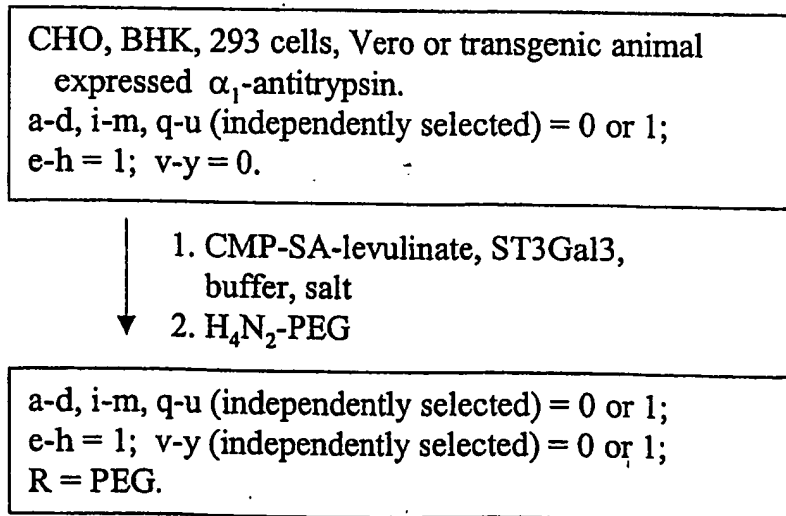 CHO, BHK, 293 cells, Vero or transgenic animal
expressed α₁-antitrypsin.
a-d, i-m, q-u (independently selected) = 0 or 1;
e-h = 1; v-y = 0.
1. CMP-SA-levulinate, ST3Gal3,
buffer, salt
2. H₄N₂-PEG
a-d, i-m, q-u (independently selected) = 0 or 1;
e-h = 1; v-y (independently selected) = 0 or 1;
R = PEG.